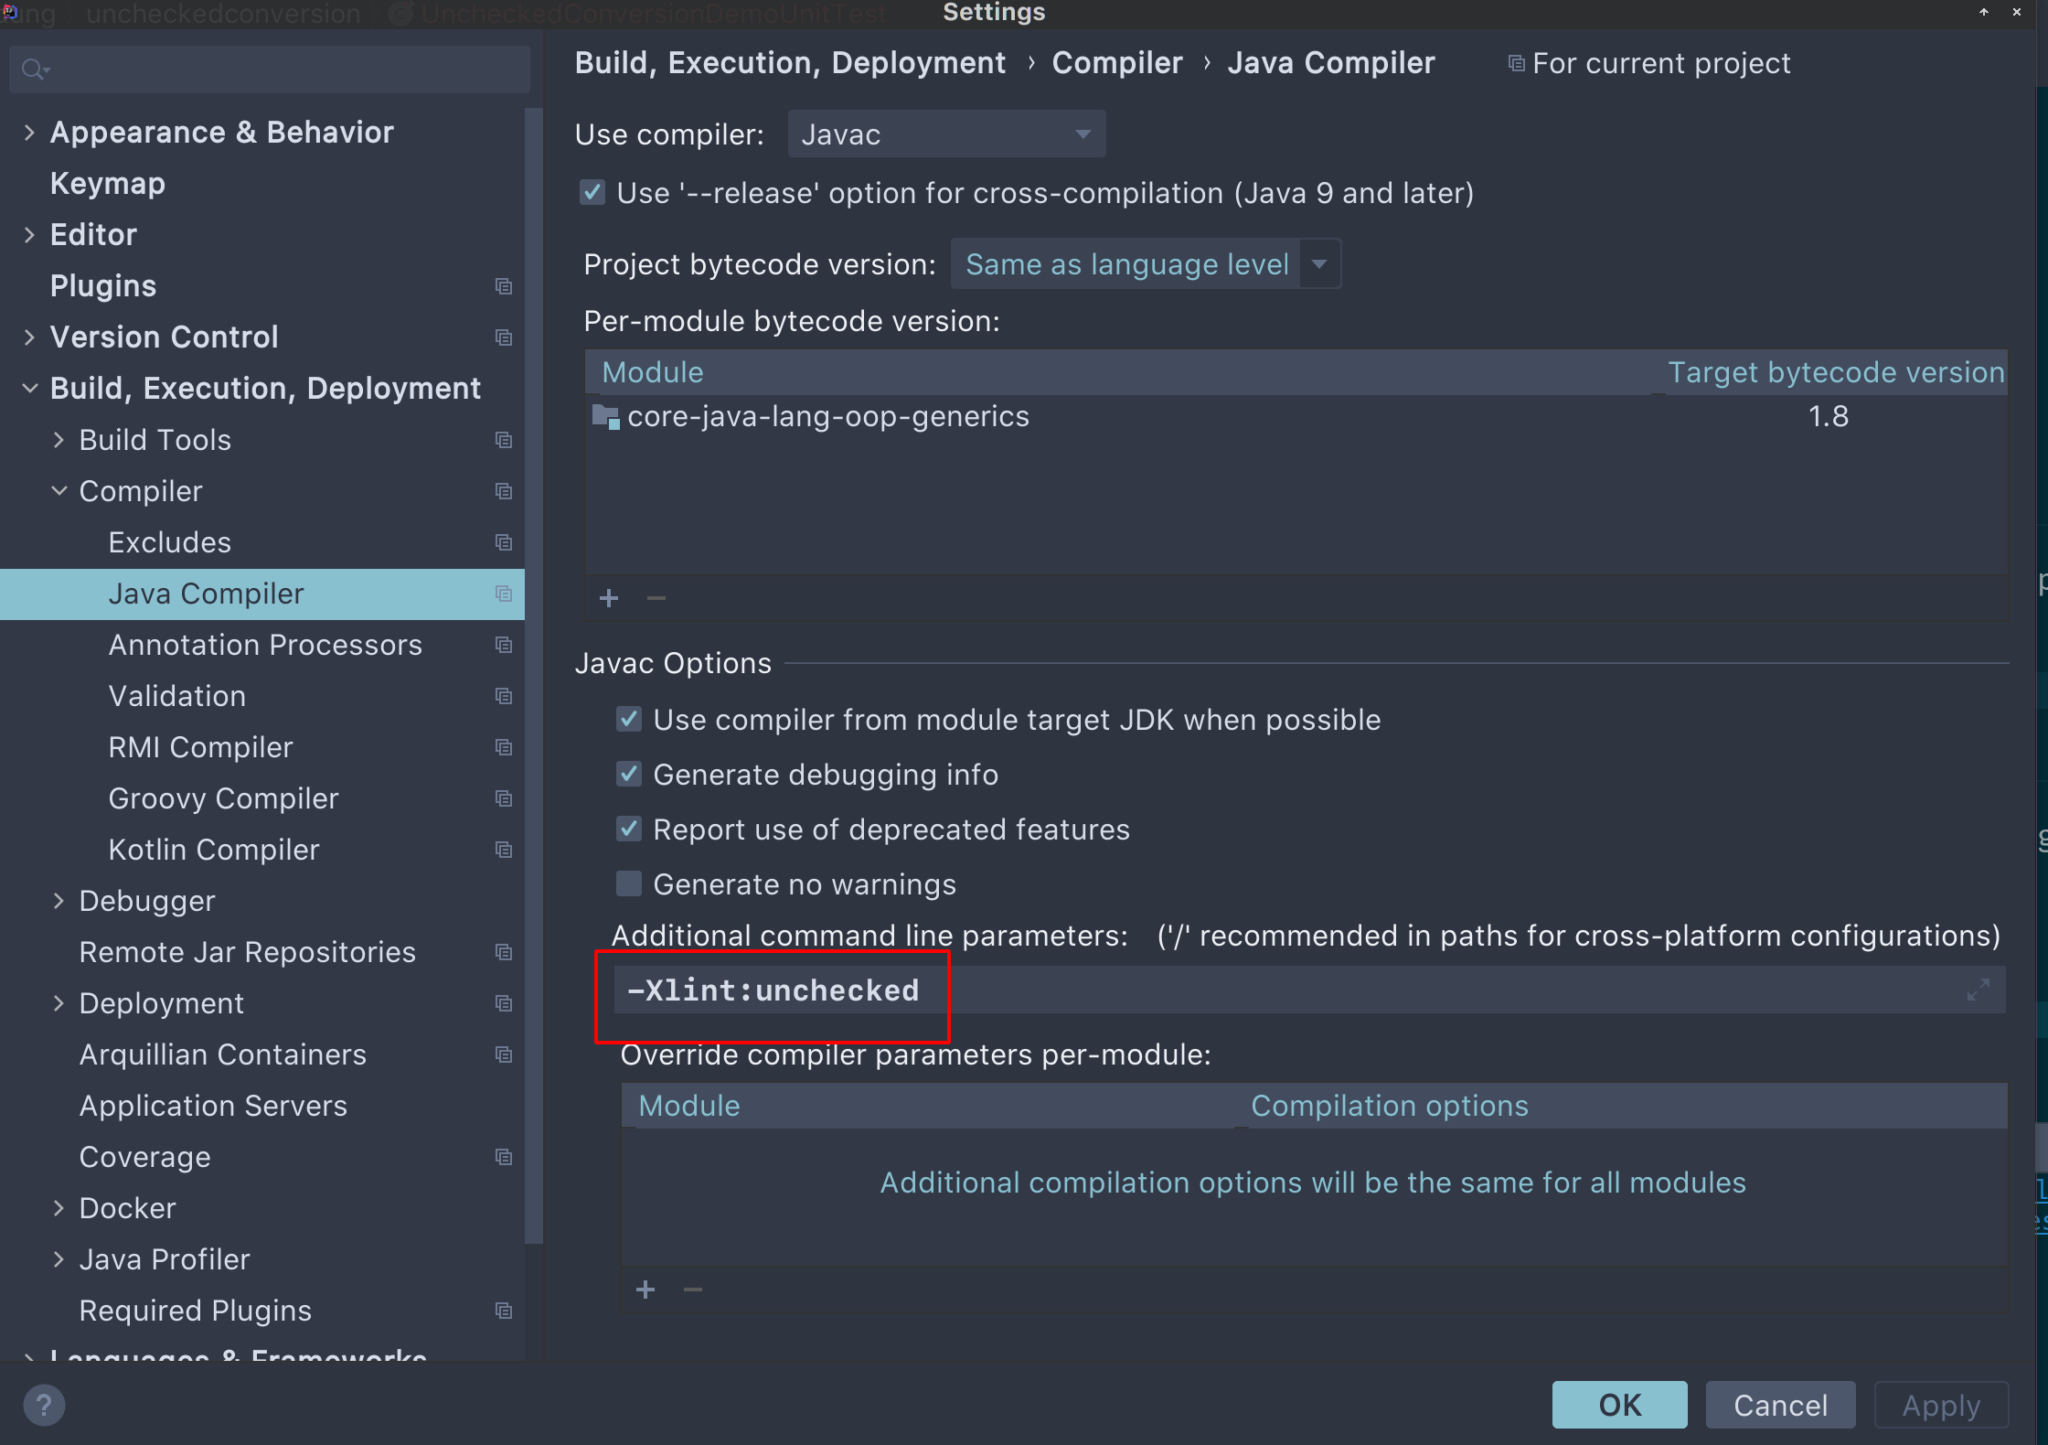 ung uncheckedconversion UncheckedConversionDemoUnitTest
Settings
Appearance & Behavior
Keymap
Editor
Plugins
Version Control
Build, Execution, Deployment
Build Tools
Compiler
Excludes
Java Compiler
Annotation Processors
Validation
RMI Compiler
Groovy Compiler
Kotlin Compiler
Debugger
Remote Jar Repositories
Deployment
Arquillian Containers
Application Servers
Coverage
Docker
Java Profiler
Required Plugins
Languages & Frameworks
?
Build, Execution, Deployment › Compiler › Java Compiler For current project
Use compiler: Javac
Use '--release' option for cross-compilation (Java 9 and later)
Project bytecode version: Same as language level
Per-module bytecode version:
Module Target bytecode version
core-java-lang-oop-generics 1.8
+ −
Javac Options
Use compiler from module target JDK when possible
Generate debugging info
Report use of deprecated features
Generate no warnings
Additional command line parameters: ('/' recommended in paths for cross-platform configurations)
-Xlint:unchecked
Override compiler parameters per-module:
Module Compilation options
Additional compilation options will be the same for all modules
+ −
OK Cancel Apply